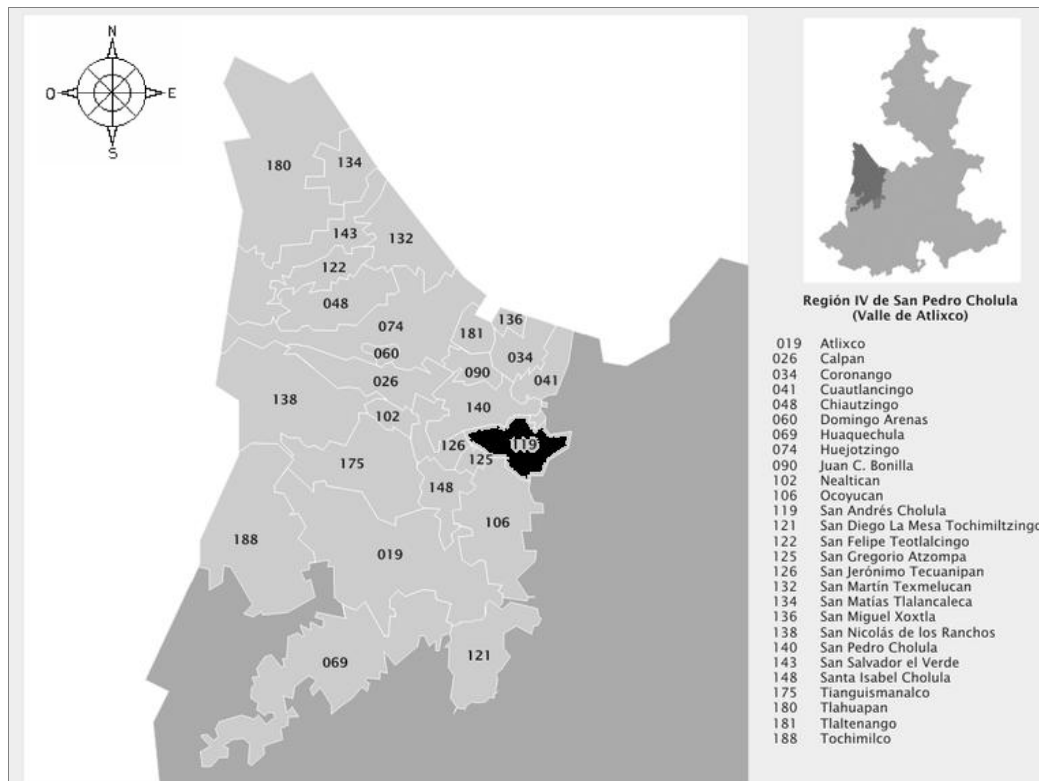 N
O E
S
180
134
143
132
122
048
136
181
074
034
060
090
041
026
138
140
102
119
126
125
175
148
106
188
019
069
121
Región IV de San Pedro Cholula
(Valle de Atlixco)
019 Atlixco
026 Calpan
034 Coronango
041 Cuautlancingo
048 Chiautzingo
060 Domingo Arenas
069 Huaquechula
074 Huejotzingo
090 Juan C. Bonilla
102 Nealtican
106 Ocoyucan
119 San Andrés Cholula
121 San Diego La Mesa Tochimiltzingo
122 San Felipe Teotlalcingo
125 San Gregorio Atzompa
126 San Jerónimo Tecuanipan
132 San Martín Texmelucan
134 San Matías Tlalancaleca
136 San Miguel Xoxtla
138 San Nicolás de los Ranchos
140 San Pedro Cholula
143 San Salvador el Verde
148 Santa Isabel Cholula
175 Tianguismanalco
180 Tlahuapan
181 Tlaltenango
188 Tochimilco